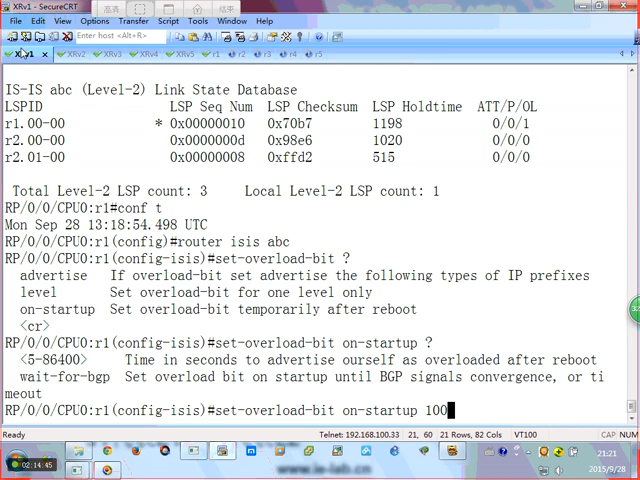 XRv1 - SecureCRT
高清
结束
File Edit View Options Transfer Script Tools Window Help
Enter host <Alt+R>
XRv1 XRv2 XRv3 XRv4 XRv5 r1 r2 r3 r4 r5
IS-IS abc (Level-2) Link State Database
LSPID LSP Seq Num LSP Checksum LSP Holdtime ATT/P/OL
r1.00-00 * 0x00000010 0x70b7 1198 0/0/1
r2.00-00 0x0000000d 0x98e6 1020 0/0/0
r2.01-00 0x00000008 0xffd2 515 0/0/0
Total Level-2 LSP count: 3 Local Level-2 LSP count: 1
RP/0/0/CPU0:r1#conf t
Mon Sep 28 13:18:54.498 UTC
RP/0/0/CPU0:r1(config)#router isis abc
RP/0/0/CPU0:r1(config-isis)#set-overload-bit ?
advertise If overload-bit set advertise the following types of IP prefixes
level Set overload-bit for one level only
on-startup Set overload-bit temporarily after reboot
<cr>
RP/0/0/CPU0:r1(config-isis)#set-overload-bit on-startup ?
<5-86400> Time in seconds to advertise ourself as overloaded after reboot
wait-for-bgp Set overload bit on startup until BGP signals convergence, or ti
meout
RP/0/0/CPU0:r1(config-isis)#set-overload-bit on-startup 100
Ready Telnet: 192.168.100.33 21, 60 21 Rows, 82 Cols VT100 CAP NUM
02:14:45
www.ie-lab.cn
21:21
2015/9/28